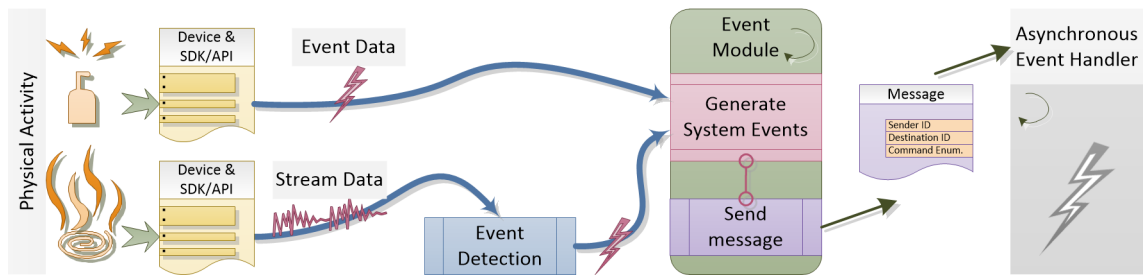 Physical Activity
Device &
SDK/API
Event Data
Device &
SDK/API
Stream Data
Event
Detection
Event
Module
Generate
System Events
Send
message
Message
Sender ID
Destination ID
Command Enum.
Asynchronous
Event Handler